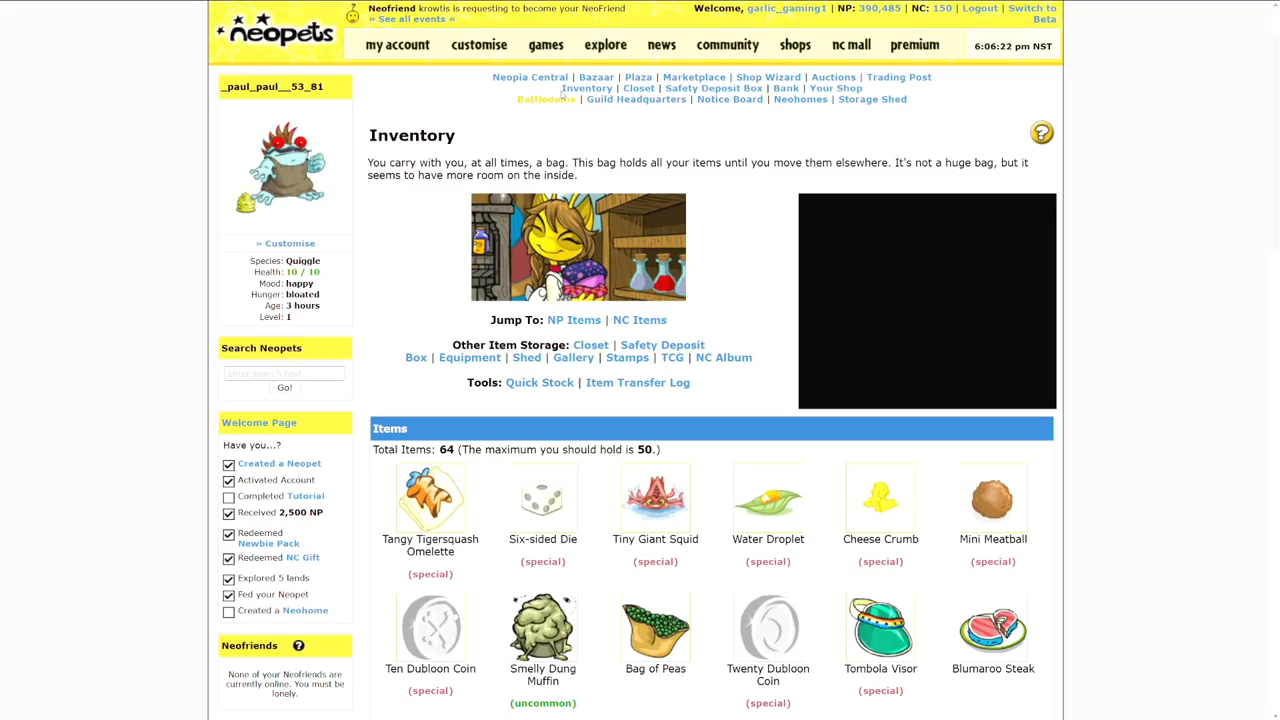 neopets
Neofriend krowtis is requesting to become your NeoFriend
» See all events «
Welcome, garlic_gaming1 | NP: 390,485 | NC: 150 | Logout | Switch to
Beta
my account customise games explore news community shops nc mall premium
6:06:22 pm NST
_paul_paul__53_81
» Customise
Species: Quiggle
Health: 10 / 10
Mood: happy
Hunger: bloated
Age: 3 hours
Level: 1
Search Neopets
Enter search text...
Go!
Welcome Page
Have you...?
Created a Neopet
Activated Account
Completed Tutorial
Received 2,500 NP
Redeemed
Newbie Pack
Redeemed NC Gift
Explored 5 lands
Fed your Neopet
Created a Neohome
Neofriends ?
None of your Neofriends are
currently online. You must be
lonely.
Neopia Central | Bazaar | Plaza | Marketplace | Shop Wizard | Auctions | Trading Post
Inventory | Closet | Safety Deposit Box | Bank | Your Shop
Battledome | Guild Headquarters | Notice Board | Neohomes | Storage Shed
Inventory
?
You carry with you, at all times, a bag. This bag holds all your items until you move them elsewhere. It's not a huge bag, but it
seems to have more room on the inside.
Jump To: NP Items | NC Items
Other Item Storage: Closet | Safety Deposit
Box | Equipment | Shed | Gallery | Stamps | TCG | NC Album
Tools: Quick Stock | Item Transfer Log
Items
Total Items: 64 (The maximum you should hold is 50.)
Tangy Tigersquash
Omelette
(special)
Six-sided Die
(special)
Tiny Giant Squid
(special)
Water Droplet
(special)
Cheese Crumb
(special)
Mini Meatball
(special)
Ten Dubloon Coin
(special)
Smelly Dung
Muffin
(uncommon)
Bag of Peas
Twenty Dubloon
Coin
(special)
Tombola Visor
(special)
Blumaroo Steak